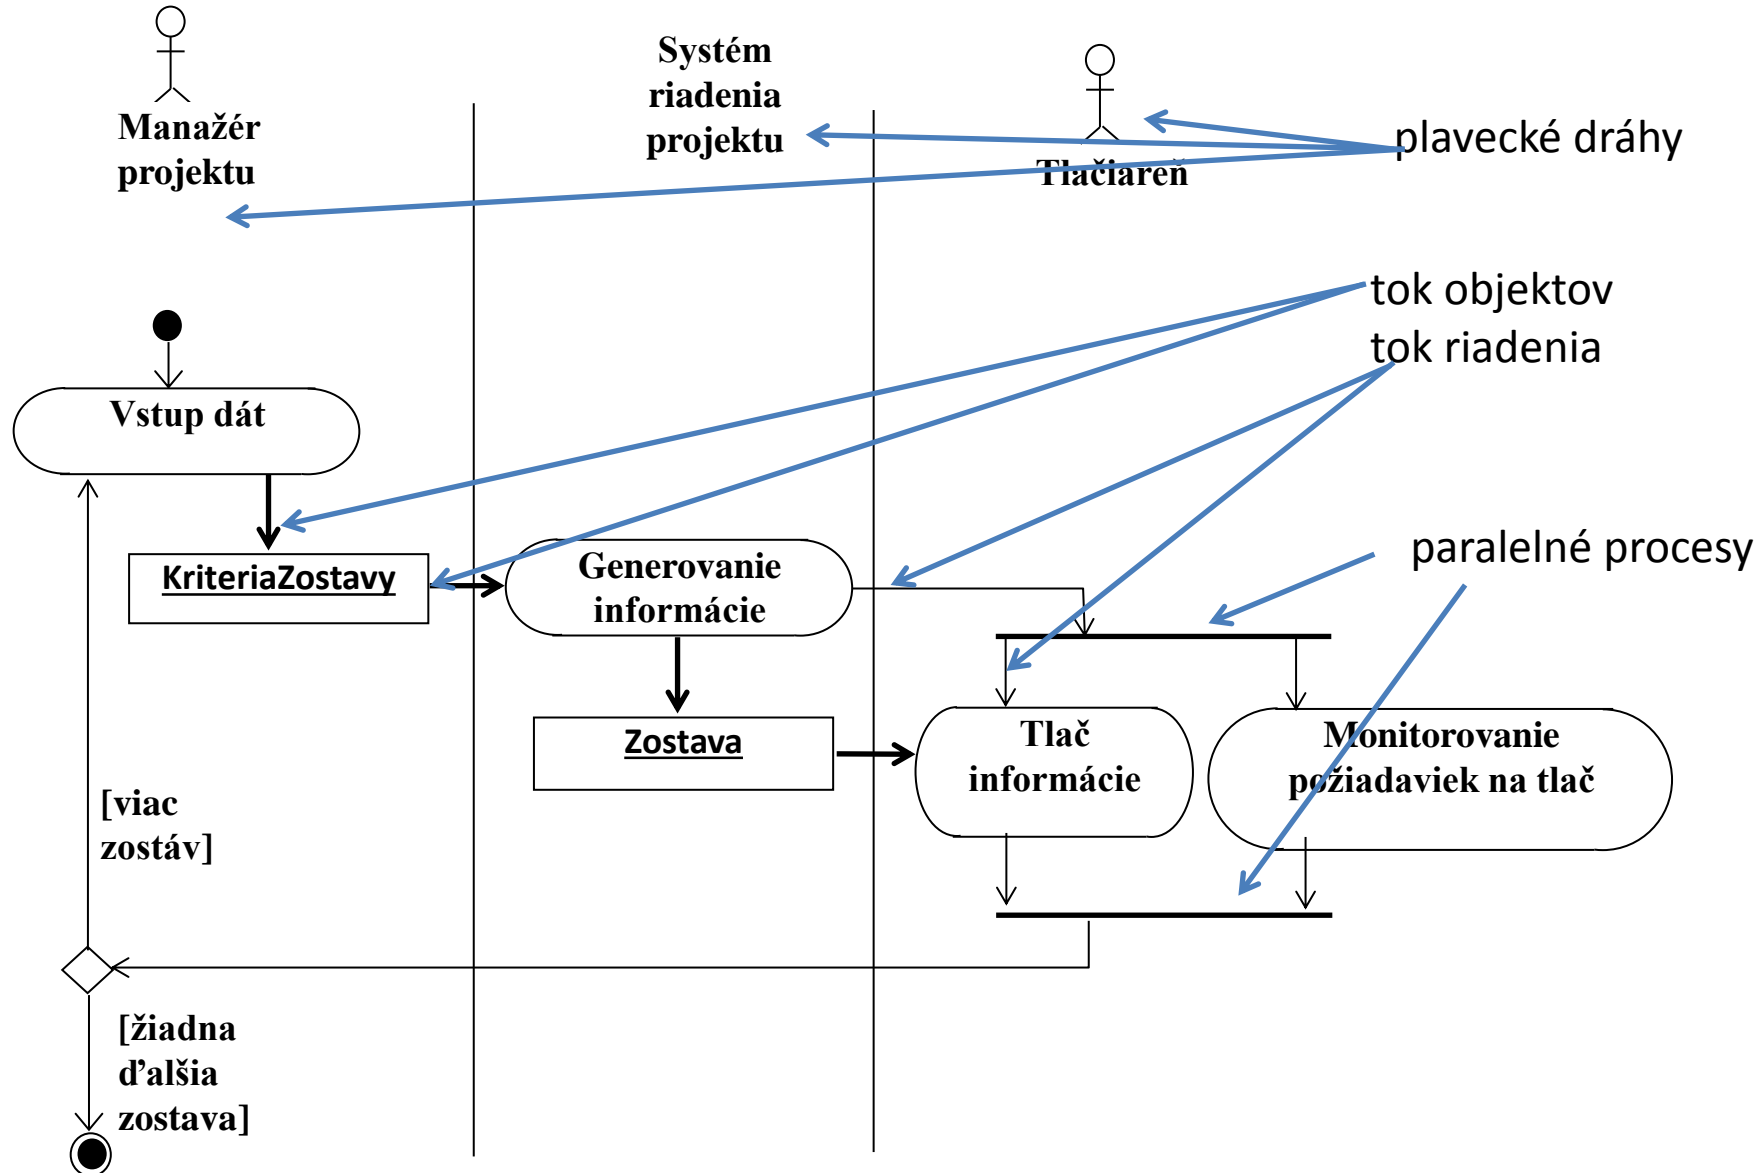 Manažér
projektu
Systém
riadenia
projektu
Tlačiareň
plavecké dráhy
tok objektov
tok riadenia
Vstup dát
paralelné procesy
KriteriaZostavy
Generovanie
informácie
Zostava
Tlač
informácie
Monitorovanie
požiadaviek na tlač
[viac
zostáv]
[žiadna
ďalšia
zostava]